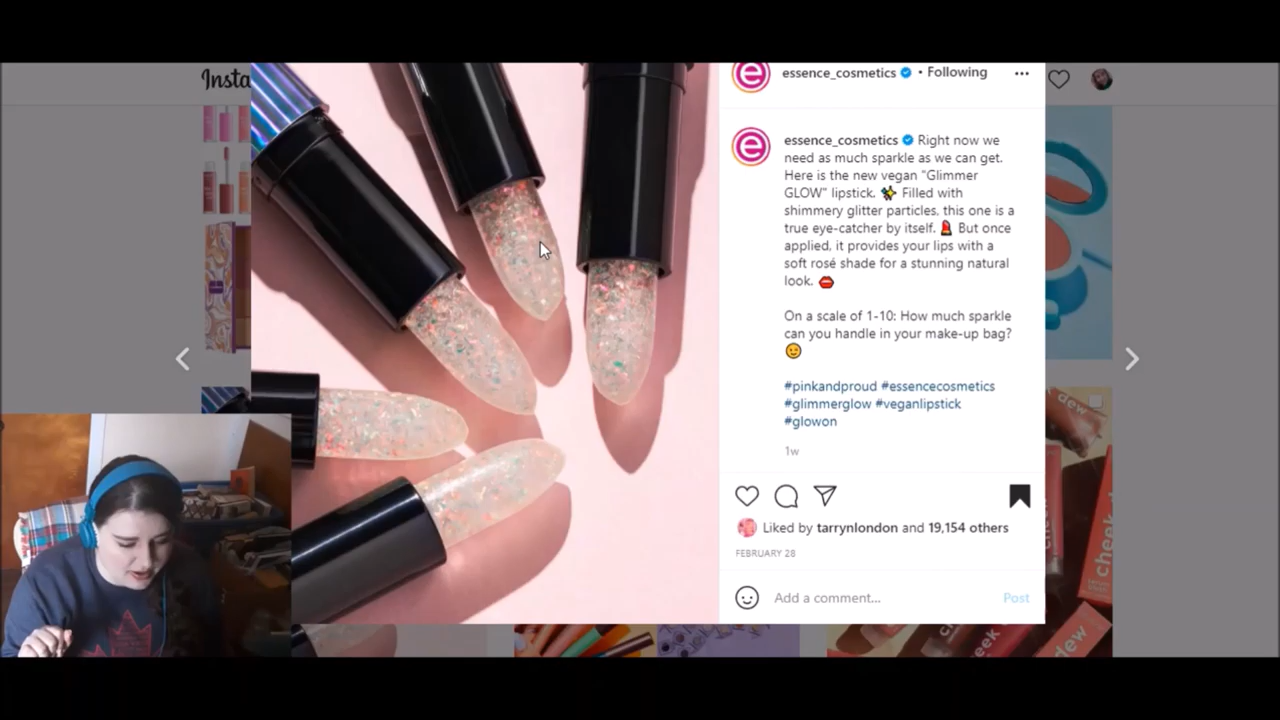 Insta
essence_cosmetics • Following
essence_cosmetics Right now we
need as much sparkle as we can get.
Here is the new vegan "Glimmer
GLOW" lipstick. ✨ Filled with
shimmery glitter particles, this one is a
true eye-catcher by itself. 💄 But once
applied, it provides your lips with a
soft rosé shade for a stunning natural
look. 👄
On a scale of 1-10: How much sparkle
can you handle in your make-up bag?
😉
#pinkandproud #essencecosmetics
#glimmerglow #veganlipstick
#glowon
1w
Liked by tarrynlondon and 19,154 others
FEBRUARY 28
Add a comment... Post
dew
cheek
dew